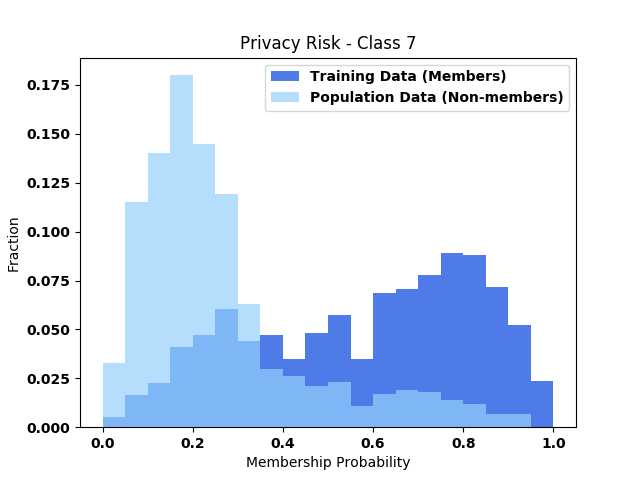 Privacy Risk - Class 7
Training Data (Members)
Population Data (Non-members)
Fraction
0.175
0.150
0.125
0.100
0.075
0.050
0.025
0.000
0.0 0.2 0.4 0.6 0.8 1.0
Membership Probability